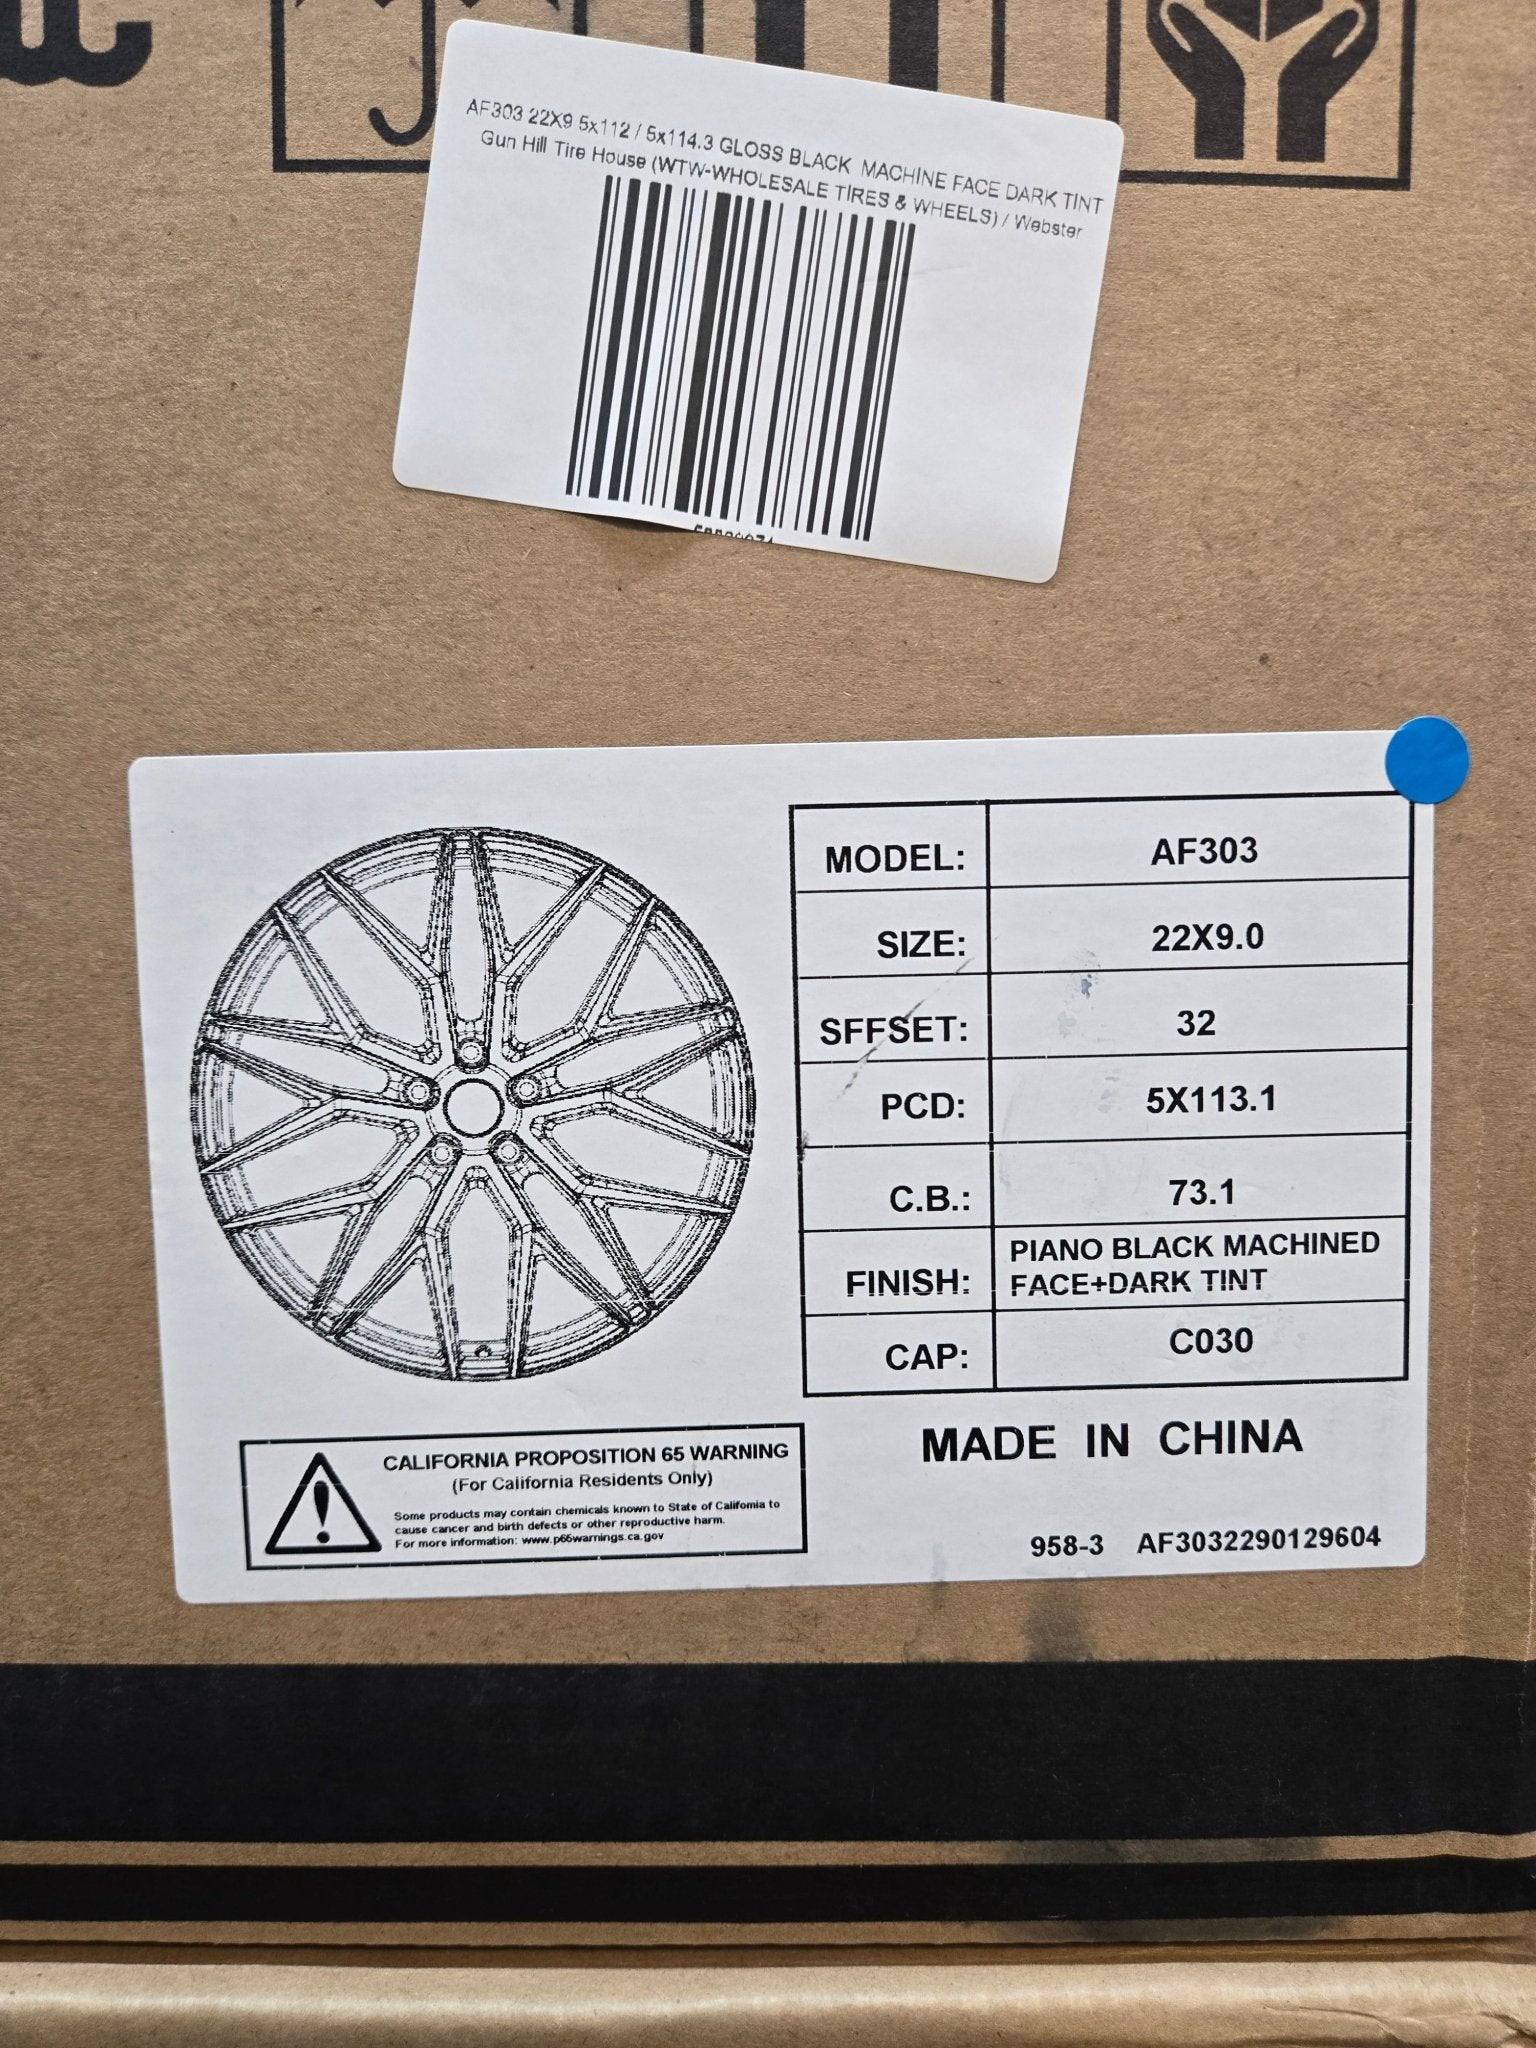 AF303 22X9 5x112 / 5x114.3 GLOSS BLACK MACHINE FACE DARK TINT
Gun Hill Tire House (WTW-WHOLESALE TIRES & WHEELS) / Webster
MODEL: AF303
SIZE: 22X9.0
SFFSET: 32
PCD: 5X113.1
C.B.: 73.1
FINISH: PIANO BLACK MACHINED
FACE+DARK TINT
CAP: C030
CALIFORNIA PROPOSITION 65 WARNING
(For California Residents Only)
Some products may contain chemicals known to State of California to
cause cancer and birth defects or other reproductive harm.
For more information: www.p65warnings.ca.gov
MADE IN CHINA
958-3 AF3032290129604